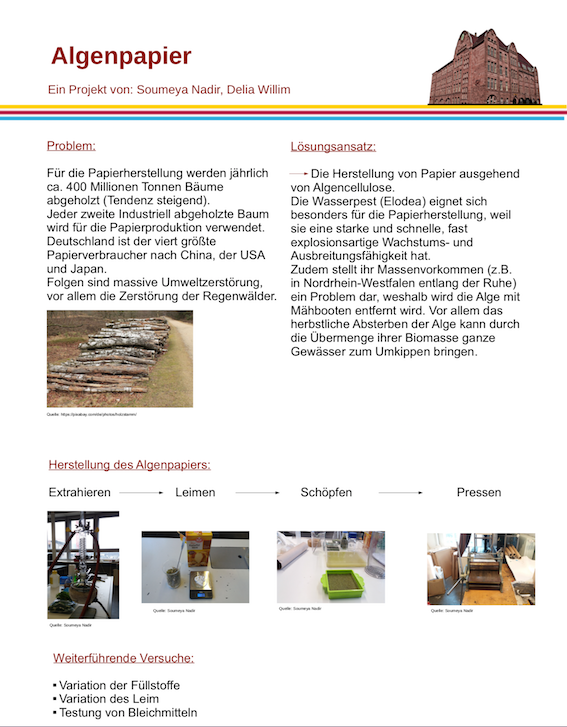 Algenpapier
Ein Projekt von: Soumeya Nadir, Delia Willim
Problem:
Für die Papierherstellung werden jährlich
ca. 400 Millionen Tonnen Bäume
abgeholzt (Tendenz steigend).
Jeder zweite Industriell abgeholzte Baum
wird für die Papierproduktion verwendet.
Deutschland ist der viert größte
Papierverbraucher nach China, der USA
und Japan.
Folgen sind massive Umweltzerstörung,
vor allem die Zerstörung der Regenwälder.
Lösungsansatz:
Die Herstellung von Papier ausgehend
von Algencellulose.
Die Wasserpest (Elodea) eignet sich
besonders für die Papierherstellung, weil
sie eine starke und schnelle, fast
explosionsartige Wachstums- und
Ausbreitungsfähigkeit hat.
Zudem stellt ihr Massenvorkommen (z.B.
in Nordrhein-Westfalen entlang der Ruhe)
ein Problem dar, weshalb wird die Alge mit
Mähbooten entfernt wird. Vor allem das
herbstliche Absterben der Alge kann durch
die Übermenge ihrer Biomasse ganze
Gewässer zum Umkippen bringen.
Herstellung des Algenpapiers:
Extrahieren Leimen Schöpfen Pressen
Quelle: Soumeya Nadir
Quelle: Soumeya Nadir
Quelle: Soumeya Nadir
Quelle: Soumeya Nadir
Weiterführende Versuche:
▪ Variation der Füllstoffe
▪ Variation des Leim
▪ Testung von Bleichmitteln